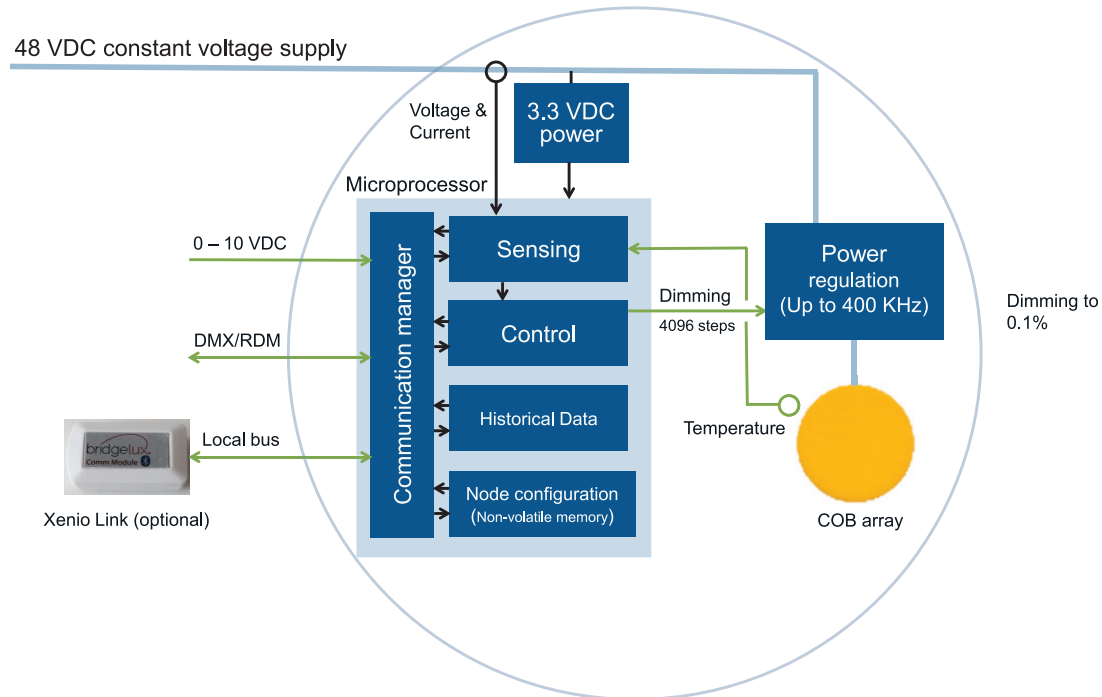 48 VDC constant voltage supply
Voltage &
Current
3.3 VDC
power
Microprocessor
0 – 10 VDC
DMX/RDM
Local bus
bridgelux
Comm Module
Xenio Link (optional)
Communication manager
Sensing
Control
Historical Data
Node configuration
(Non-volatile memory)
Dimming
4096 steps
Temperature
Power
regulation
(Up to 400 KHz)
COB array
Dimming to
0.1%